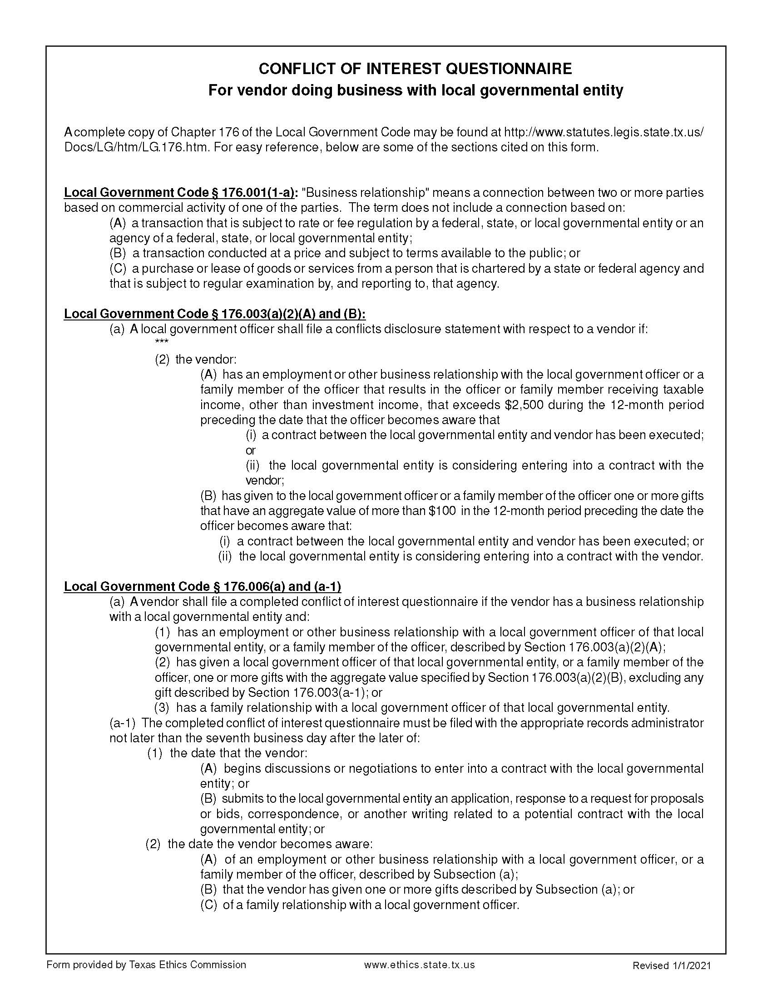 CONFLICT OF INTEREST QUESTIONNAIRE
For vendor doing business with local governmental entity
A complete copy of Chapter 176 of the Local Government Code may be found at http://www.statutes.legis.state.tx.us/
Docs/LG/htm/LG.176.htm. For easy reference, below are some of the sections cited on this form.
Local Government Code § 176.001(1-a): "Business relationship" means a connection between two or more parties
based on commercial activity of one of the parties. The term does not include a connection based on:
(A) a transaction that is subject to rate or fee regulation by a federal, state, or local governmental entity or an
agency of a federal, state, or local governmental entity;
(B) a transaction conducted at a price and subject to terms available to the public; or
(C) a purchase or lease of goods or services from a person that is chartered by a state or federal agency and
that is subject to regular examination by, and reporting to, that agency.
Local Government Code § 176.003(a)(2)(A) and (B):
(a) A local government officer shall file a conflicts disclosure statement with respect to a vendor if:
***
(2) the vendor:
(A) has an employment or other business relationship with the local government officer or a
family member of the officer that results in the officer or family member receiving taxable
income, other than investment income, that exceeds $2,500 during the 12-month period
preceding the date that the officer becomes aware that
(i) a contract between the local governmental entity and vendor has been executed;
or
(ii) the local governmental entity is considering entering into a contract with the
vendor;
(B) has given to the local government officer or a family member of the officer one or more gifts
that have an aggregate value of more than $100 in the 12-month period preceding the date the
officer becomes aware that:
(i) a contract between the local governmental entity and vendor has been executed; or
(ii) the local governmental entity is considering entering into a contract with the vendor.
Local Government Code § 176.006(a) and (a-1)
(a) A vendor shall file a completed conflict of interest questionnaire if the vendor has a business relationship
with a local governmental entity and:
(1) has an employment or other business relationship with a local government officer of that local
governmental entity, or a family member of the officer, described by Section 176.003(a)(2)(A);
(2) has given a local government officer of that local governmental entity, or a family member of the
officer, one or more gifts with the aggregate value specified by Section 176.003(a)(2)(B), excluding any
gift described by Section 176.003(a-1); or
(3) has a family relationship with a local government officer of that local governmental entity.
(a-1) The completed conflict of interest questionnaire must be filed with the appropriate records administrator
not later than the seventh business day after the later of:
(1) the date that the vendor:
(A) begins discussions or negotiations to enter into a contract with the local governmental
entity; or
(B) submits to the local governmental entity an application, response to a request for proposals
or bids, correspondence, or another writing related to a potential contract with the local
governmental entity; or
(2) the date the vendor becomes aware:
(A) of an employment or other business relationship with a local government officer, or a
family member of the officer, described by Subsection (a);
(B) that the vendor has given one or more gifts described by Subsection (a); or
(C) of a family relationship with a local government officer.
Form provided by Texas Ethics Commission www.ethics.state.tx.us Revised 1/1/2021